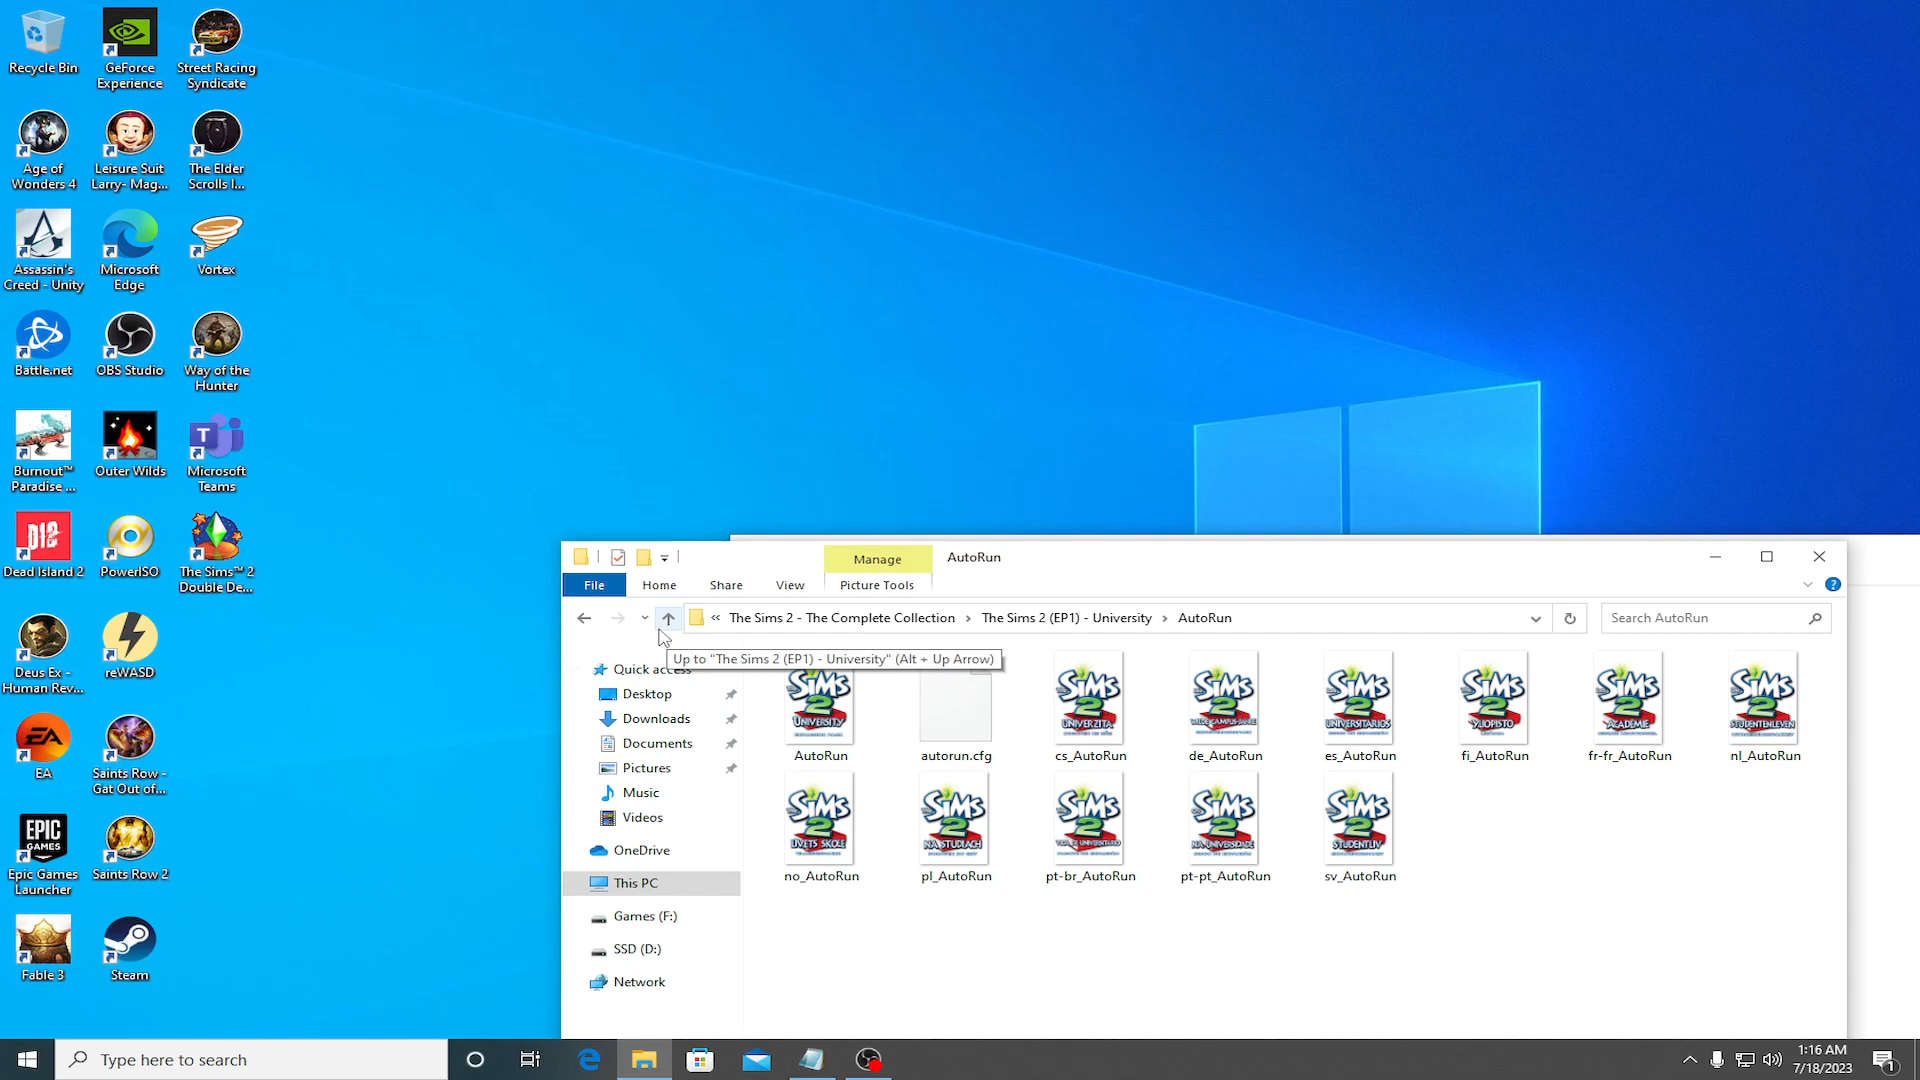 Recycle Bin
GeForce
Experience
Street Racing
Syndicate
Age of
Wonders 4
Leisure Suit
Larry- Mag...
The Elder
Scrolls I...
Assassin's
Creed - Unity
Microsoft
Edge
Vortex
Battle.net
OBS Studio
Way of the
Hunter
Burnout™
Paradise ...
Outer Wilds
Microsoft
Teams
Dead Island 2
PowerISO
The Sims™ 2
Double De...
Deus Ex -
Human Rev...
reWASD
EA
Saints Row -
Gat Out of...
EPIC
GAMES
Epic Games
Launcher
Saints Row 2
Fable 3
Steam
Manage
AutoRun
File
Home
Share
View
Picture Tools
« The Sims 2 - The Complete Collection › The Sims 2 (EP1) - University › AutoRun
Search AutoRun
Up to "The Sims 2 (EP1) - University" (Alt + Up Arrow)
Quick access
Desktop
Downloads
Documents
Pictures
Music
Videos
OneDrive
This PC
Games (F:)
SSD (D:)
Network
AutoRun
autorun.cfg
cs_AutoRun
de_AutoRun
es_AutoRun
fi_AutoRun
fr-fr_AutoRun
nl_AutoRun
no_AutoRun
pl_AutoRun
pt-br_AutoRun
pt-pt_AutoRun
sv_AutoRun
Type here to search
1:16 AM
7/18/2023
1